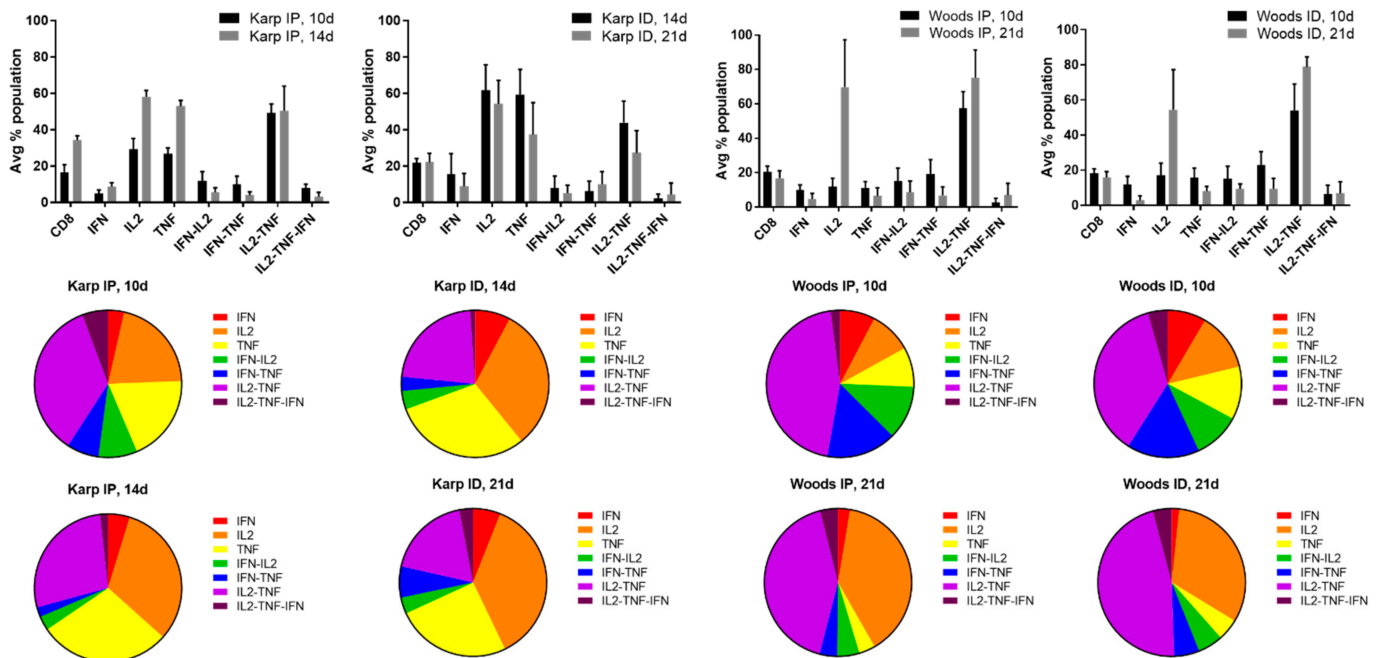 Karp IP, 10d
Karp IP, 14d
Avg % population
100
80
60
40
20
0
CD8
IFN
IL2
TNF
IFN-IL2
IFN-TNF
IL2-TNF
IL2-TNF-IFN
Karp ID, 14d
Karp ID, 21d
Avg % population
100
80
60
40
20
0
CD8
IFN
IL2
TNF
IFN-IL2
IFN-TNF
IL2-TNF
IL2-TNF-IFN
Woods IP, 10d
Woods IP, 21d
Avg % population
100
80
60
40
20
0
CD8
IFN
IL2
TNF
IFN-IL2
IFN-TNF
IL2-TNF
IL2-TNF-IFN
Woods ID, 10d
Woods ID, 21d
Avg % population
100
80
60
40
20
0
CD8
IFN
IL2
TNF
IFN-IL2
IFN-TNF
IL2-TNF
IL2-TNF-IFN
Karp IP, 10d
IFN
IL2
TNF
IFN-IL2
IFN-TNF
IL2-TNF
IL2-TNF-IFN
Karp ID, 14d
IFN
IL2
TNF
IFN-IL2
IFN-TNF
IL2-TNF
IL2-TNF-IFN
Woods IP, 10d
IFN
IL2
TNF
IFN-IL2
IFN-TNF
IL2-TNF
IL2-TNF-IFN
Woods ID, 10d
IFN
IL2
TNF
IFN-IL2
IFN-TNF
IL2-TNF
IL2-TNF-IFN
Karp IP, 14d
IFN
IL2
TNF
IFN-IL2
IFN-TNF
IL2-TNF
IL2-TNF-IFN
Karp ID, 21d
IFN
IL2
TNF
IFN-IL2
IFN-TNF
IL2-TNF
IL2-TNF-IFN
Woods IP, 21d
IFN
IL2
TNF
IFN-IL2
IFN-TNF
IL2-TNF
IL2-TNF-IFN
Woods ID, 21d
IFN
IL2
TNF
IFN-IL2
IFN-TNF
IL2-TNF
IL2-TNF-IFN